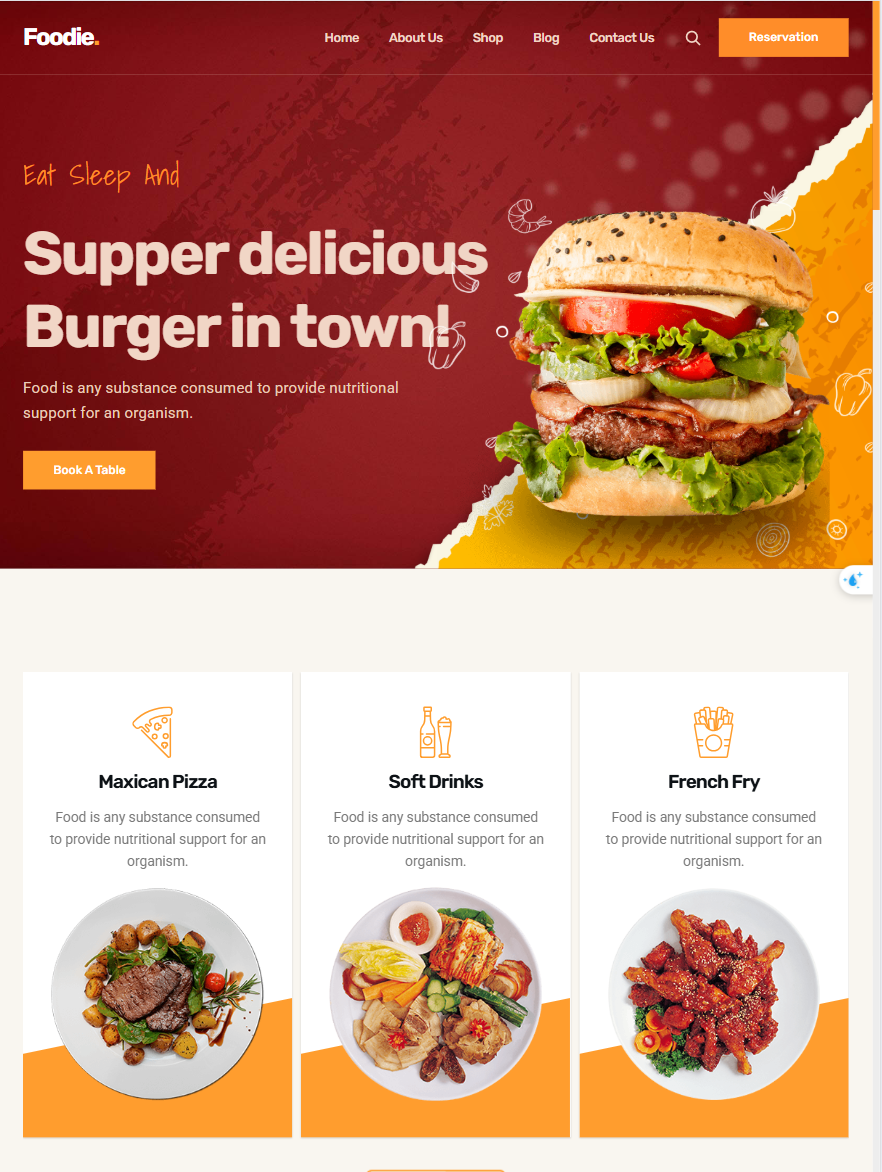 Foodie.
Home About Us Shop Blog Contact Us Reservation
Eat Sleep And
Supper delicious
Burger in town!
Food is any substance consumed to provide nutritional
support for an organism.
Book A Table
Maxican Pizza
Food is any substance consumed
to provide nutritional support for an
organism.
Soft Drinks
Food is any substance consumed
to provide nutritional support for an
organism.
French Fry
Food is any substance consumed
to provide nutritional support for an
organism.